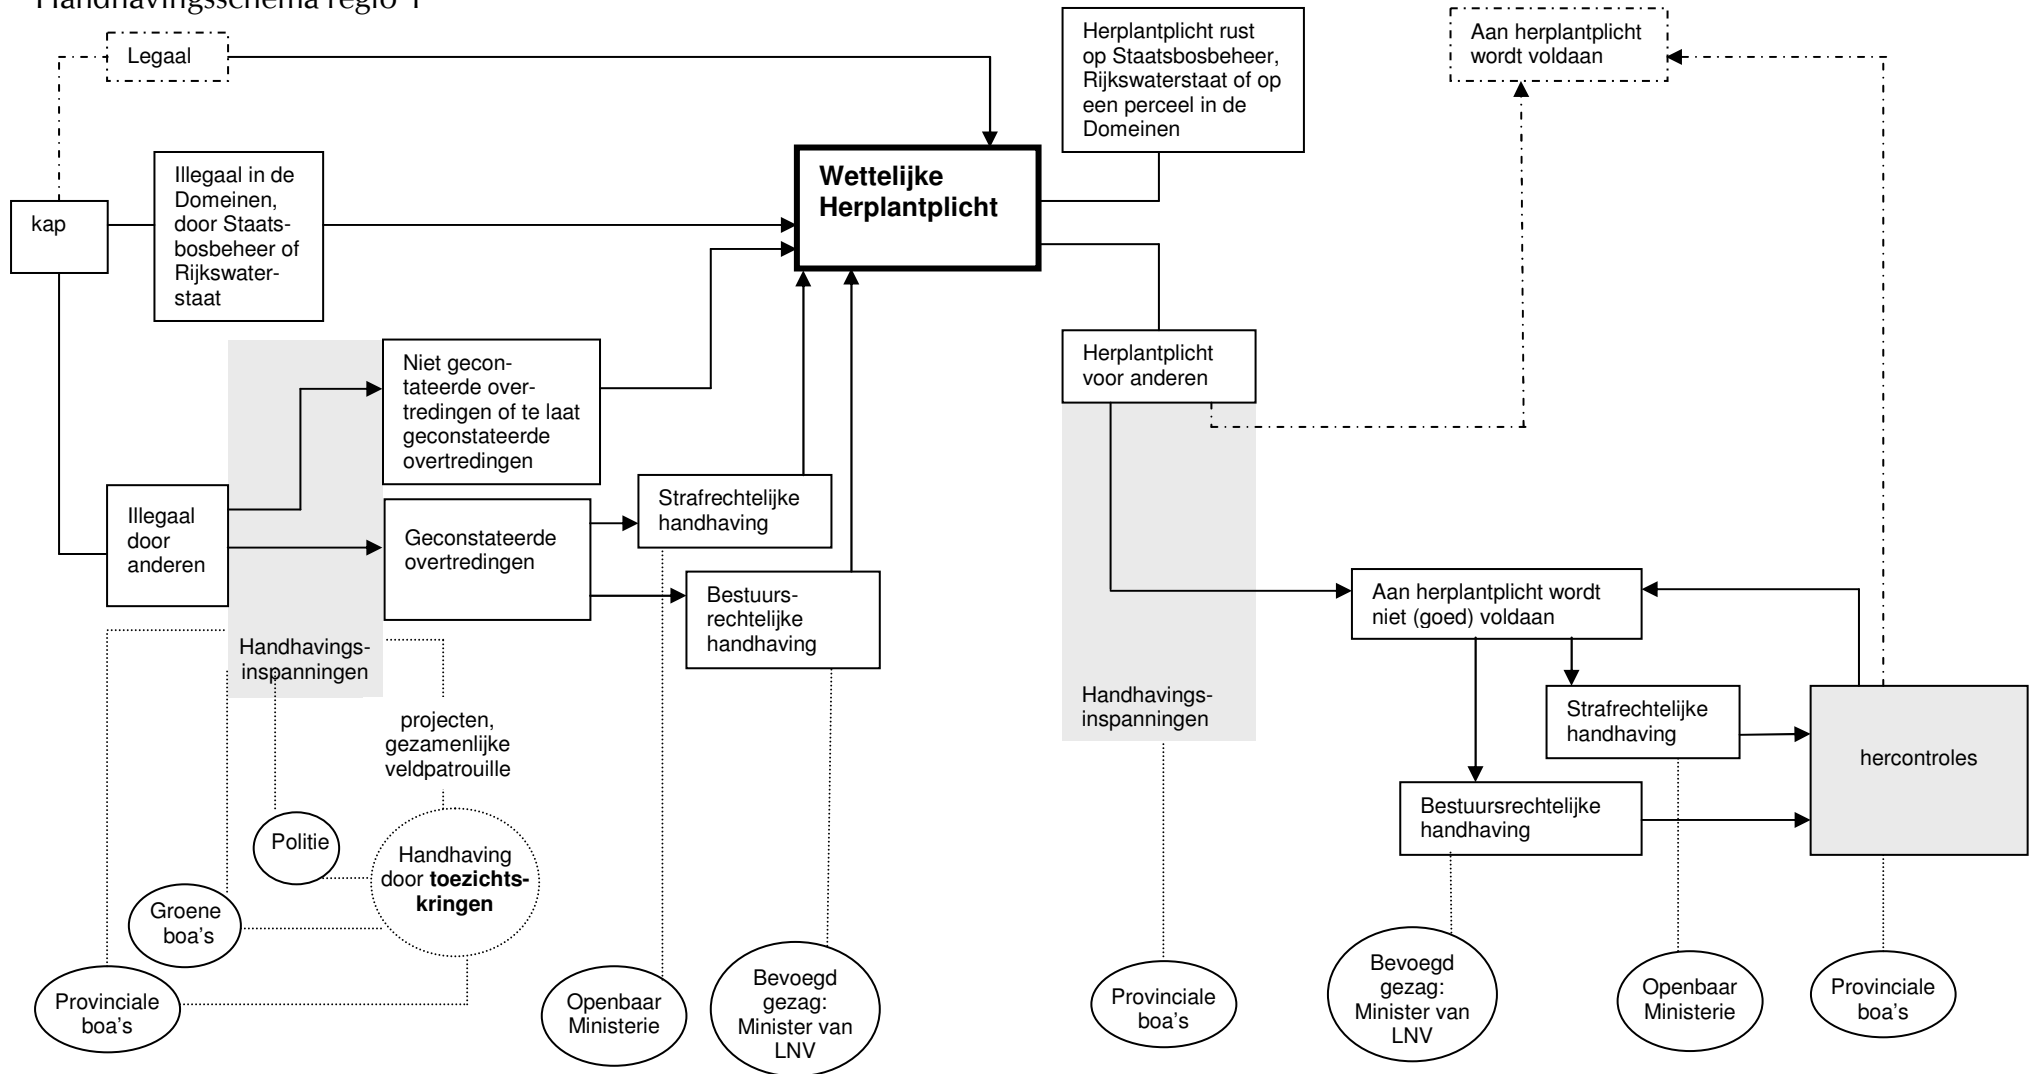 Handhavingsschema regio 1
Legaal
Herplantplicht rust
op Staatsbosbeheer,
Rijkswaterstaat of op
een perceel in de
Domeinen
Aan herplantplicht
wordt voldaan
kap
Illegaal in de
Domeinen,
door Staats-
bosbeheer of
Rijkswater-
staat
Wettelijke
Herplantplicht
Niet gecon-
tateerde over-
tredingen of te laat
geconstateerde
overtredingen
Herplantplicht
voor anderen
Illegaal
door
anderen
Geconstateerde
overtredingen
Strafrechtelijke
handhaving
Bestuurs-
rechtelijke
handhaving
Aan herplantplicht wordt
niet (goed) voldaan
Handhavings-
inspanningen
Handhavings-
inspanningen
Strafrechtelijke
handhaving
hercontroles
Bestuursrechtelijke
handhaving
projecten,
gezamenlijke
veldpatrouille
Politie
Handhaving
door toezichts-
kringen
Groene
boa's
Provinciale
boa's
Openbaar
Ministerie
Bevoegd
gezag:
Minister van
LNV
Provinciale
boa's
Bevoegd
gezag:
Minister van
LNV
Openbaar
Ministerie
Provinciale
boa's